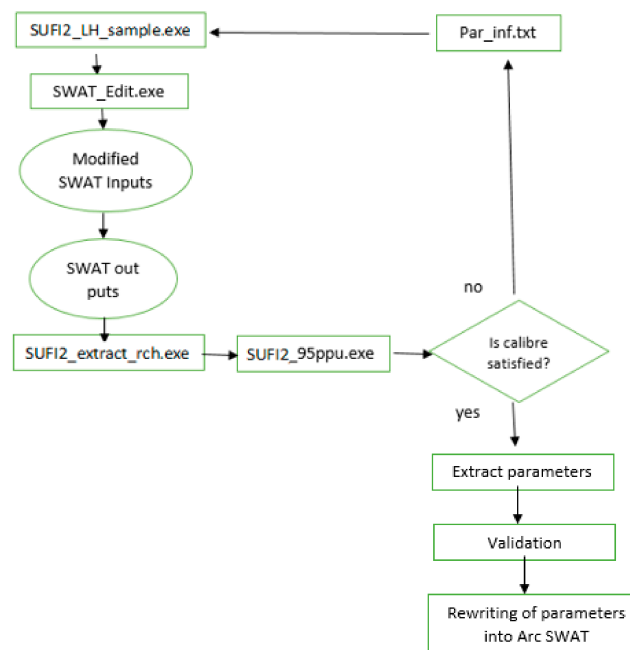 SUFI2_LH_sample.exe
Par_inf.txt
SWAT_Edit.exe
Modified
SWAT Inputs
SWAT out
puts
no
SUFI2_extract_rch.exe
SUFI2_95ppu.exe
Is calibre
satisfied?
yes
Extract parameters
Validation
Rewriting of parameters
into Arc SWAT